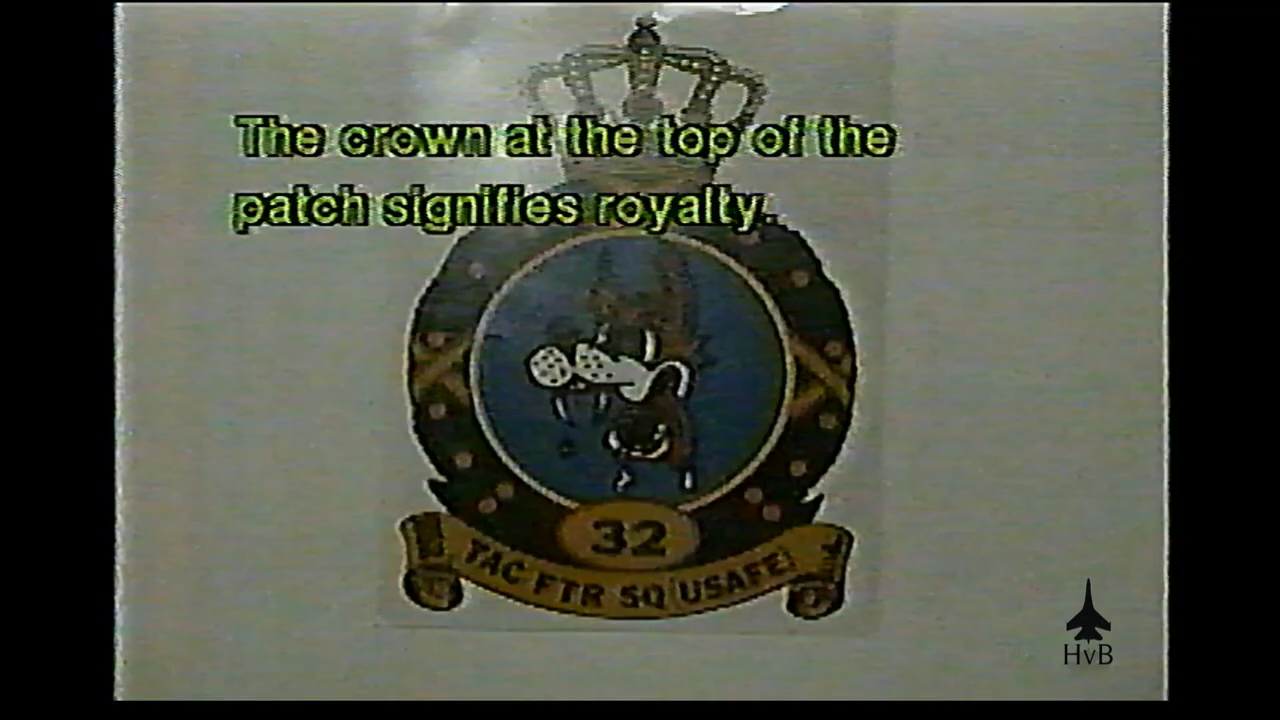 The crown at the top of the
patch signifies royalty.
32
TAC FTR SQ USAFE
HvB